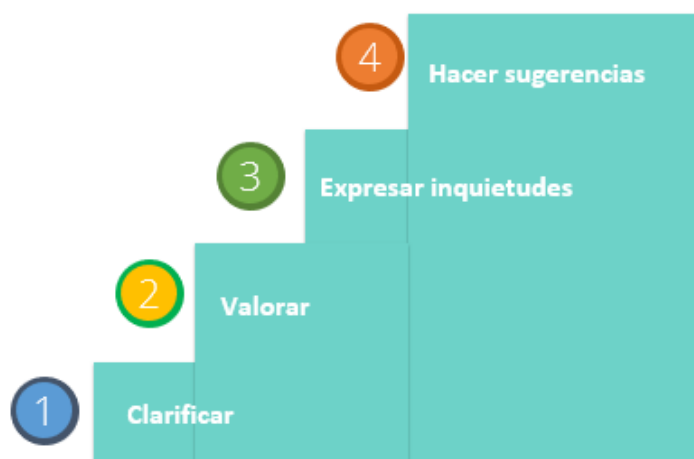 4
Hacer sugerencias
3
Expresar inquietudes
2
Valorar
1
Clarificar